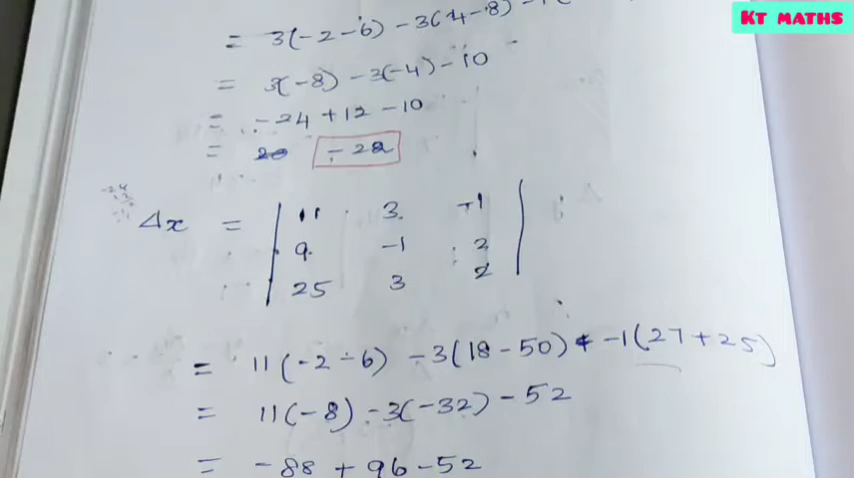 KT MATHS
= 3(-2-6) - 3(4-8) -1(
= 3(-8) - 3(-4) - 10
= -24 + 12 - 10
= -22
Δx = | 11 3 -1 |
| 9 -1 2 |
| 25 3 2 |
= 11(-2-6) - 3(18-50) + -1(27+25)
= 11(-8) - 3(-32) - 52
= -88 + 96 - 52